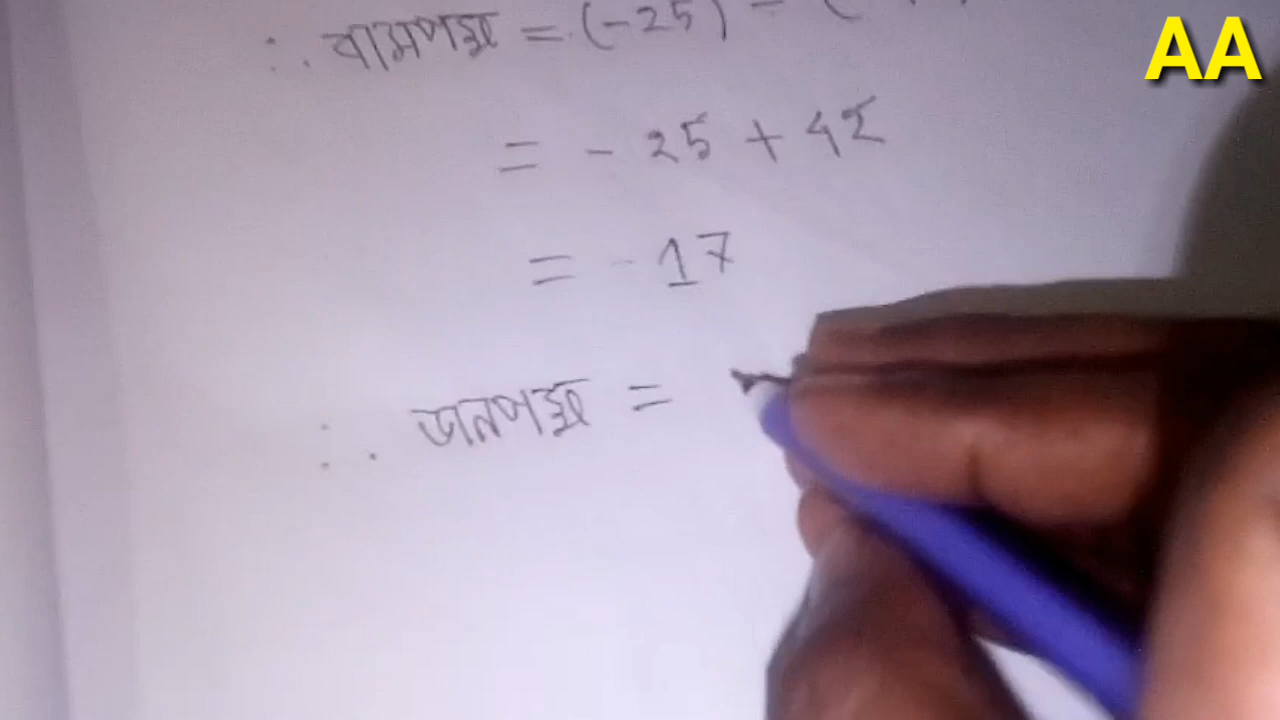 AA
∴ বামপক্ষ = (-25) - (
= - 25 + 42
= - 17
∴ ডানপক্ষ =